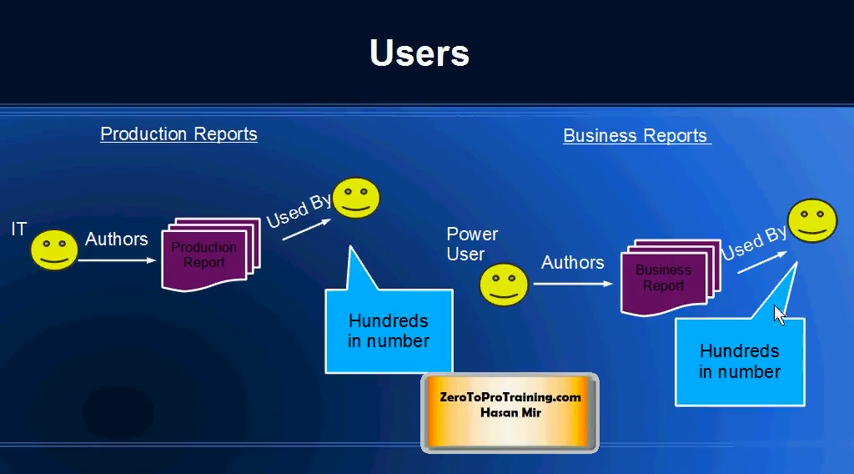 Users
Production Reports
IT
Authors
Production
Report
Used By
Hundreds
in number
Business Reports
Power
User
Authors
Business
Report
Used By
Hundreds
in number
ZeroToProTraining.com
Hasan Mir